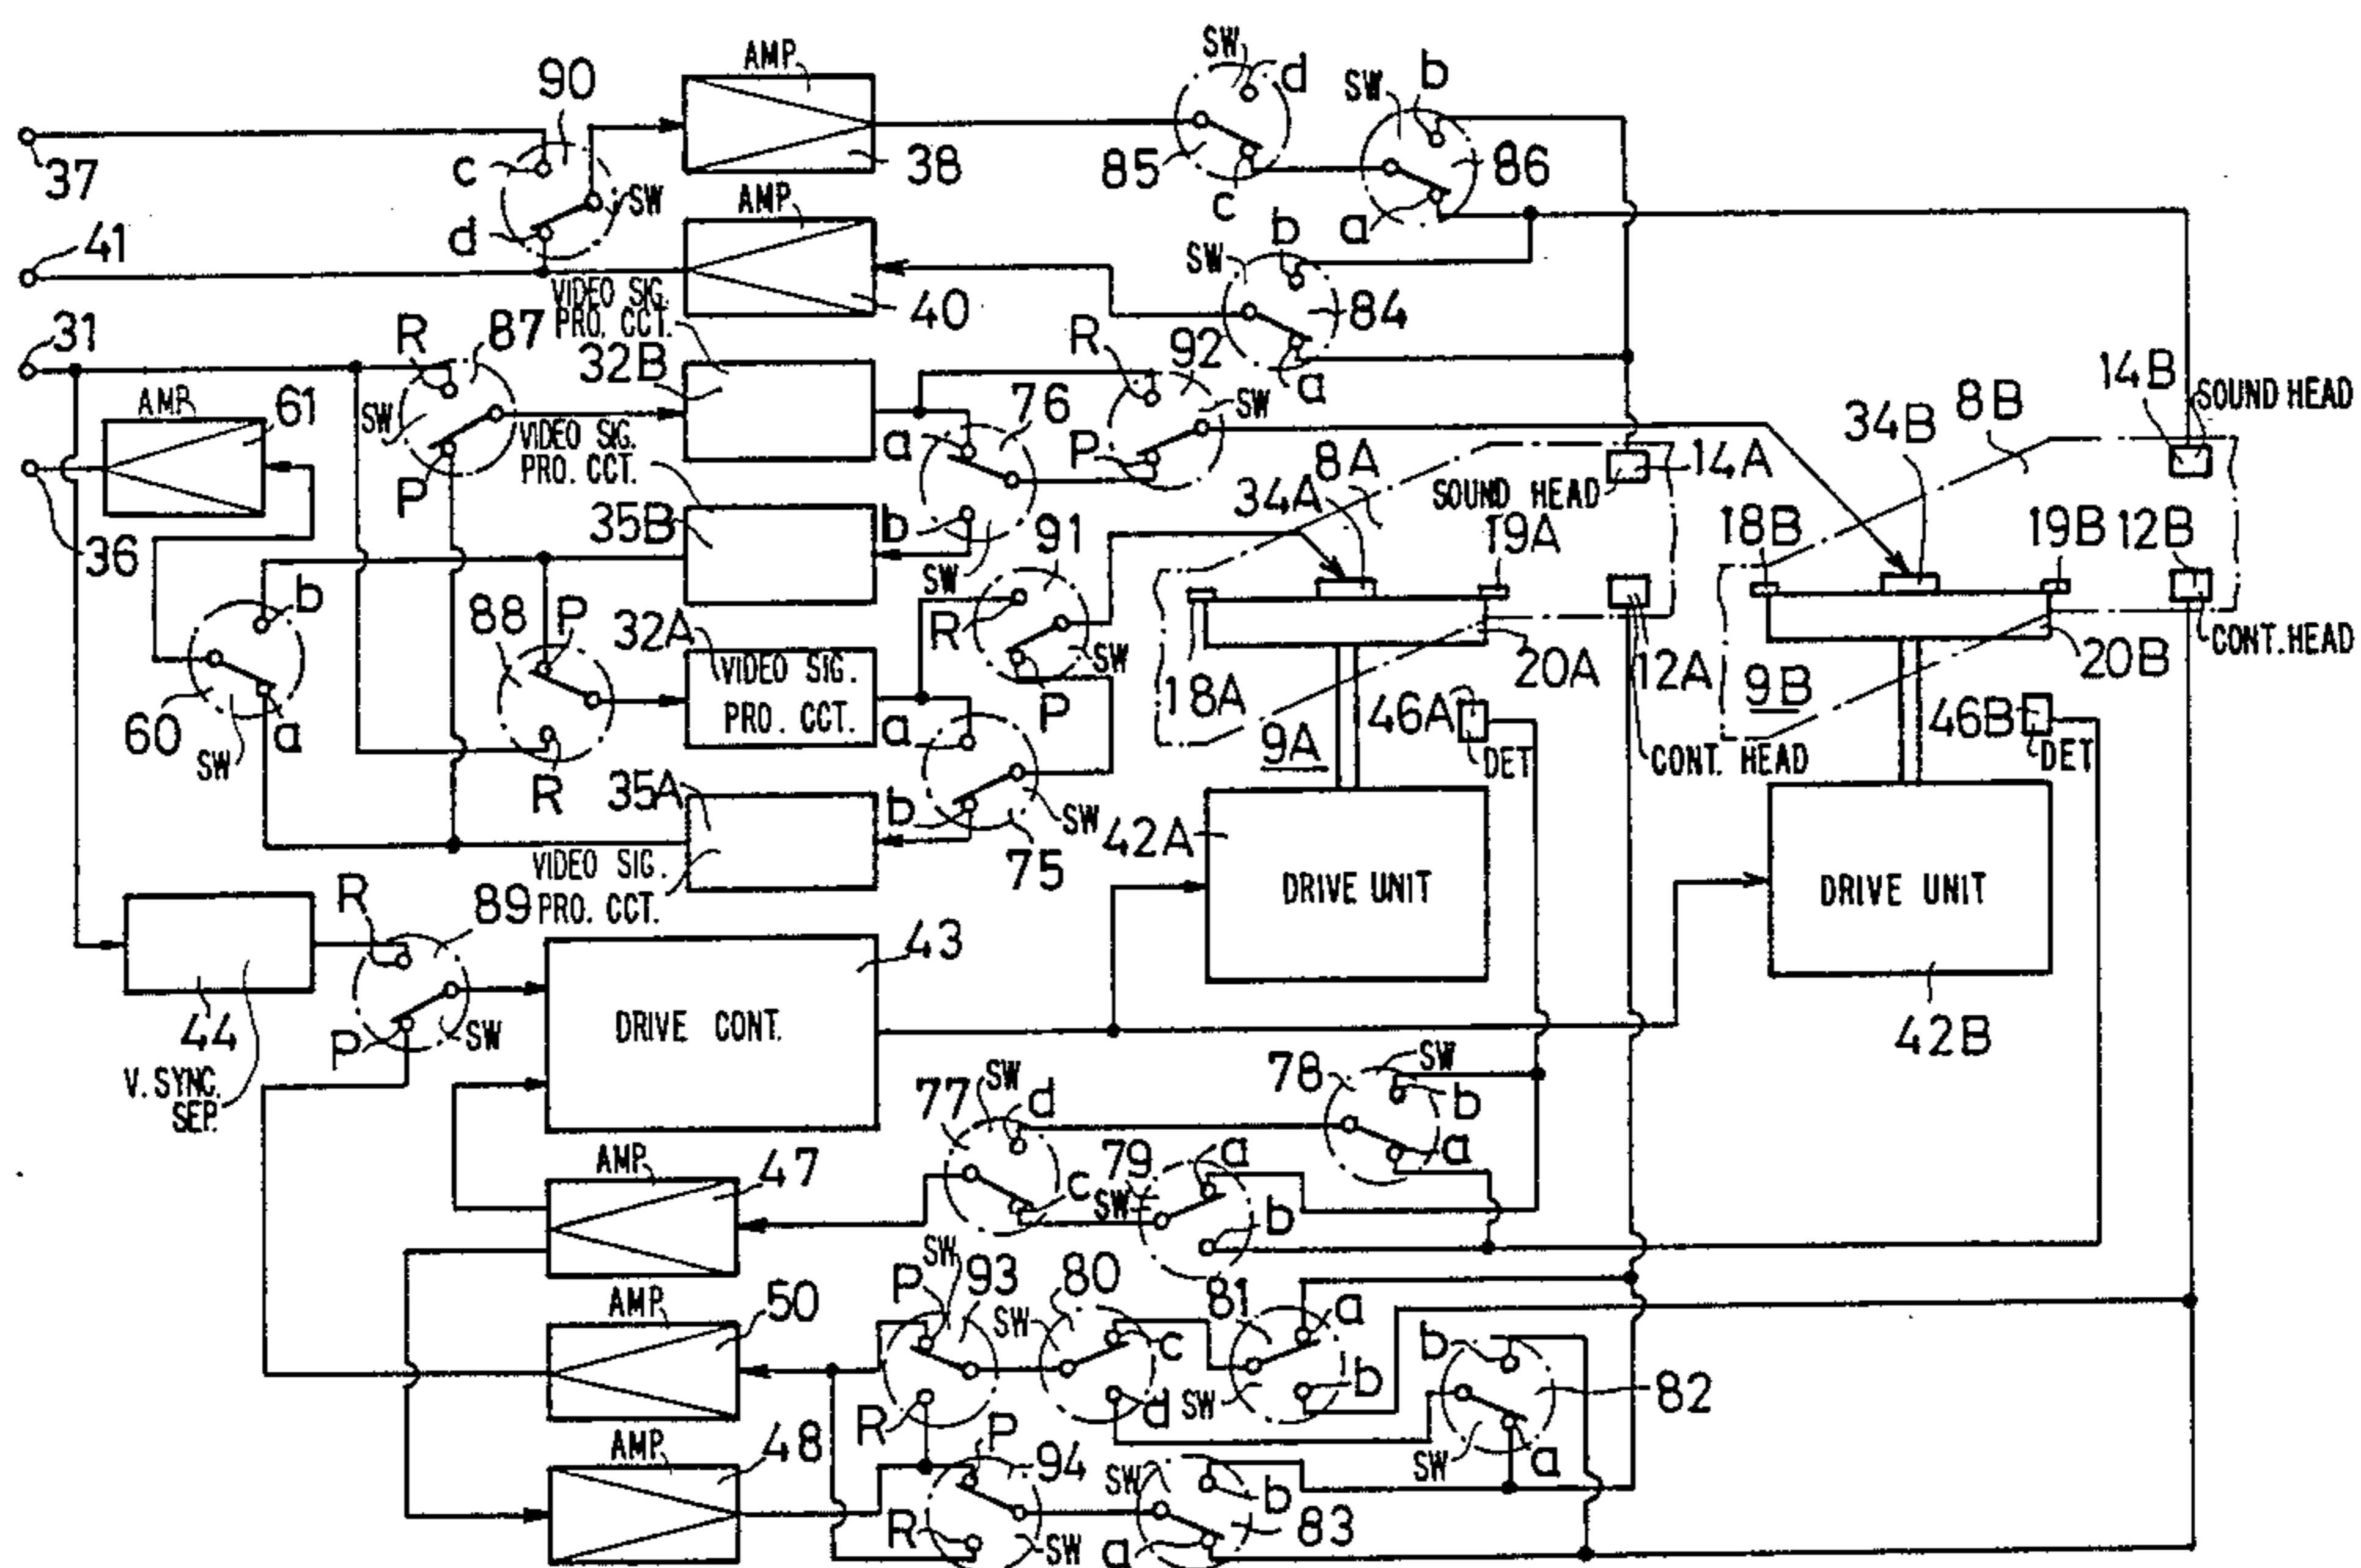 SW
d
90
AMP.
b
SW
37
c
SW
38
85
c
86
a
AMP
d
41
b
SW
VIDEO SIG.
PRO. CCT.
40
84
31
R
87
R
92
a
32B
SW
14B
SOUND HEAD
AMP.
61
SW
76
8B
34B
VIDEO SIG.
PRO. CCT.
a
P
8A
14A
P
34A
SOUND HEAD
35B
b
91
19A
18B
19B
12B
36
SW
b
88
P
32A
R
SW
CONT. HEAD
VIDEO SIG.
PRO. CCT.
P
18A
20A
12A
9B
20B
60
a
a
46A
46B
SW
9A
DET
CONT. HEAD
DET
R
35A
b
SW
42A
75
VIDEO SIG.
PRO. CCT.
DRIVE UNIT
DRIVE UNIT
R
89
43
44
DRIVE CONT.
P
SW
42B
V. SYNC.
SEP.
SW
78
SW
77
d
b
79
a
a
AMP.
47
c
SW
b
SW
P
93
80
81
AMP.
50
SW
a
c
b
82
b
d
SW
R
AMP.
48
P
94
SW
SW
a
b
R
83
SW
a